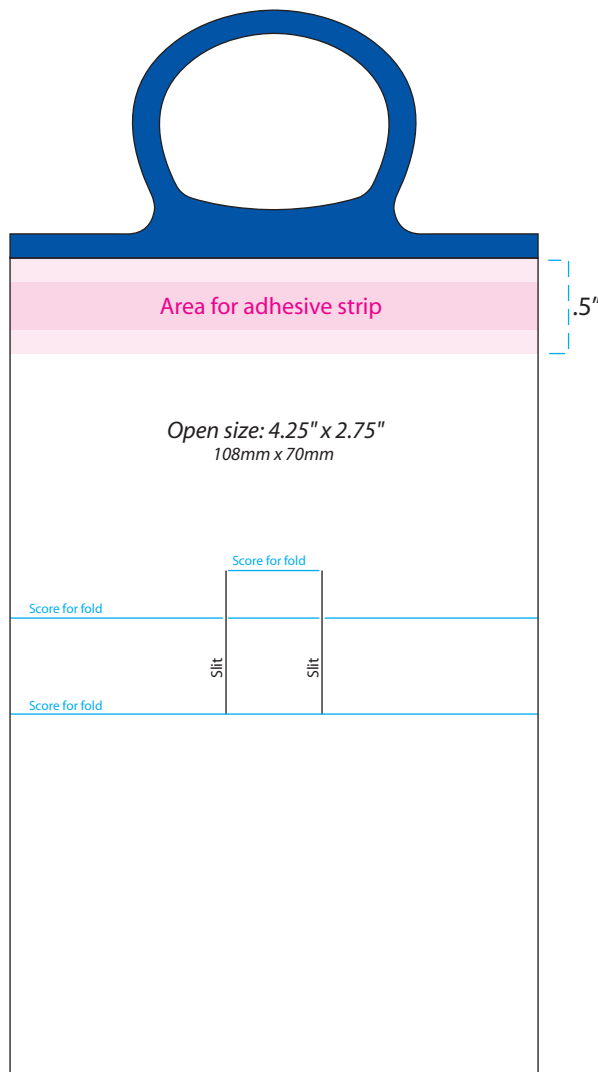 Area for adhesive strip
.5"
Open size: 4.25" x 2.75"
108mm x 70mm
Score for fold
Score for fold
Slit
Slit
Score for fold